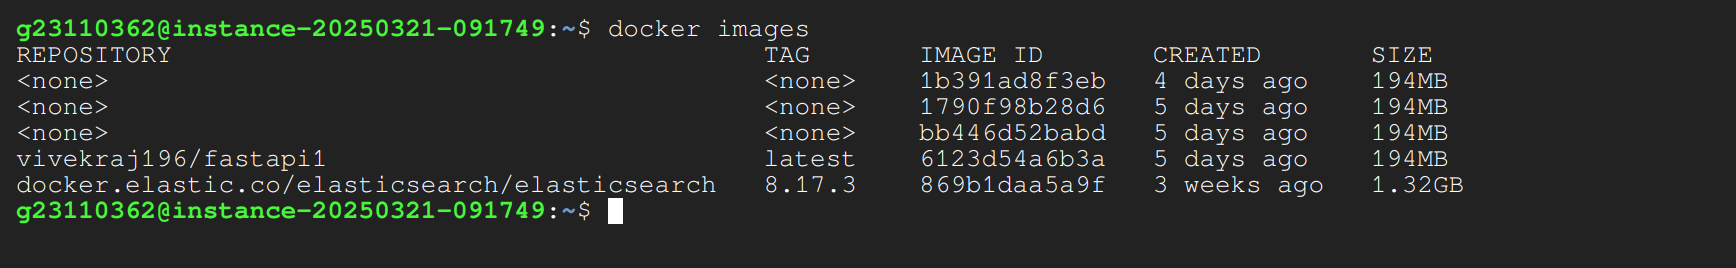 g23110362@instance-20250321-091749:~$ docker images
REPOSITORY TAG IMAGE ID CREATED SIZE
<none> <none> 1b391ad8f3eb 4 days ago 194MB
<none> <none> 1790f98b28d6 5 days ago 194MB
<none> <none> bb446d52babd 5 days ago 194MB
vivekraj196/fastapi1 latest 6123d54a6b3a 5 days ago 194MB
docker.elastic.co/elasticsearch/elasticsearch 8.17.3 869b1daa5a9f 3 weeks ago 1.32GB
g23110362@instance-20250321-091749:~$